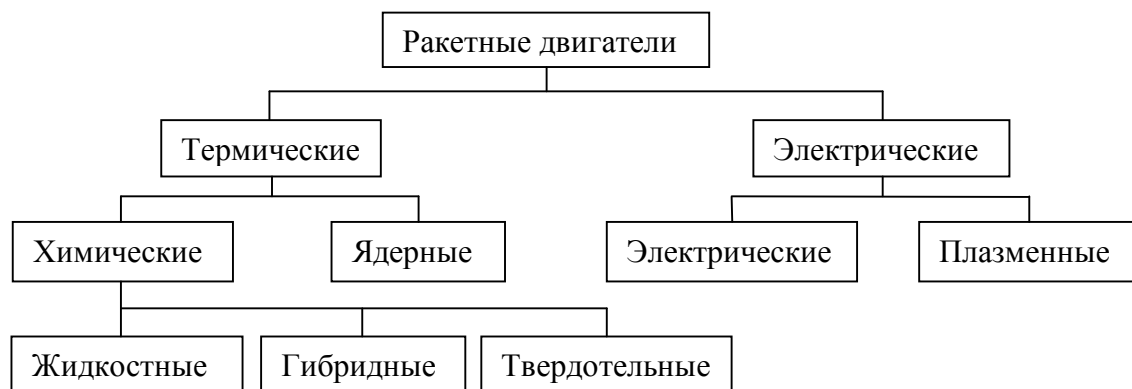 Ракетные двигатели
Термические
Электрические
Химические
Ядерные
Электрические
Плазменные
Жидкостные
Гибридные
Твердотельные